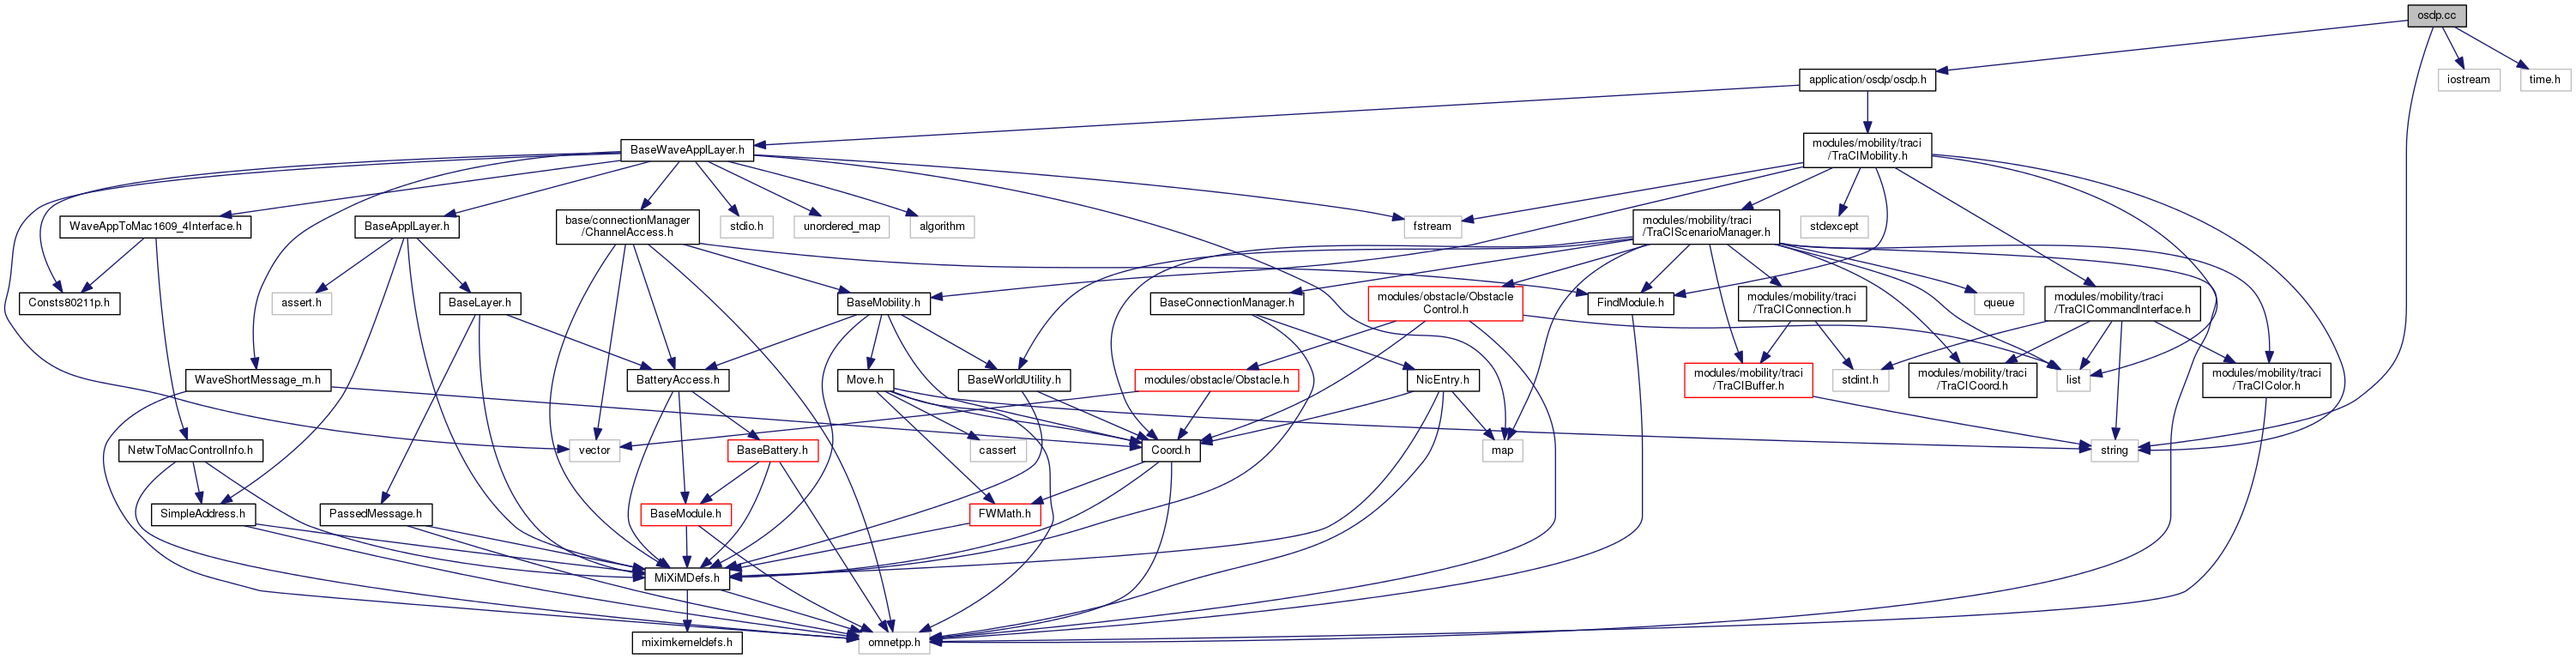 osdp.cc
application/osdp/osdp.h
iostream
time.h
BaseWaveApplLayer.h
modules/mobility/traci
/TraCIMobility.h
WaveAppToMac1609_4Interface.h
BaseApplLayer.h
base/connectionManager
/ChannelAccess.h
stdio.h
unordered_map
algorithm
fstream
modules/mobility/traci
/TraCIScenarioManager.h
stdexcept
Consts80211p.h
assert.h
BaseLayer.h
BaseMobility.h
BaseConnectionManager.h
modules/obstacle/Obstacle
Control.h
FindModule.h
modules/mobility/traci
/TraCIConnection.h
queue
modules/mobility/traci
/TraCICommandInterface.h
WaveShortMessage_m.h
BatteryAccess.h
Move.h
BaseWorldUtility.h
modules/obstacle/Obstacle.h
NicEntry.h
modules/mobility/traci
/TraCIBuffer.h
stdint.h
modules/mobility/traci
/TraCICoord.h
list
modules/mobility/traci
/TraCIColor.h
NetwToMacControlInfo.h
vector
BaseBattery.h
cassert
Coord.h
map
string
SimpleAddress.h
PassedMessage.h
BaseModule.h
FWMath.h
MiXiMDefs.h
miximkerneldefs.h
omnetpp.h